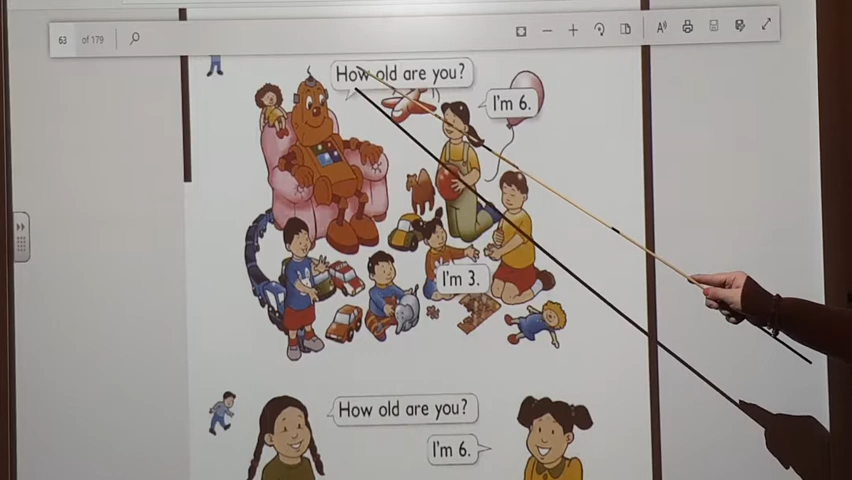 63 of 179
How old are you?
I'm 6.
I'm 3.
How old are you?
I'm 6.